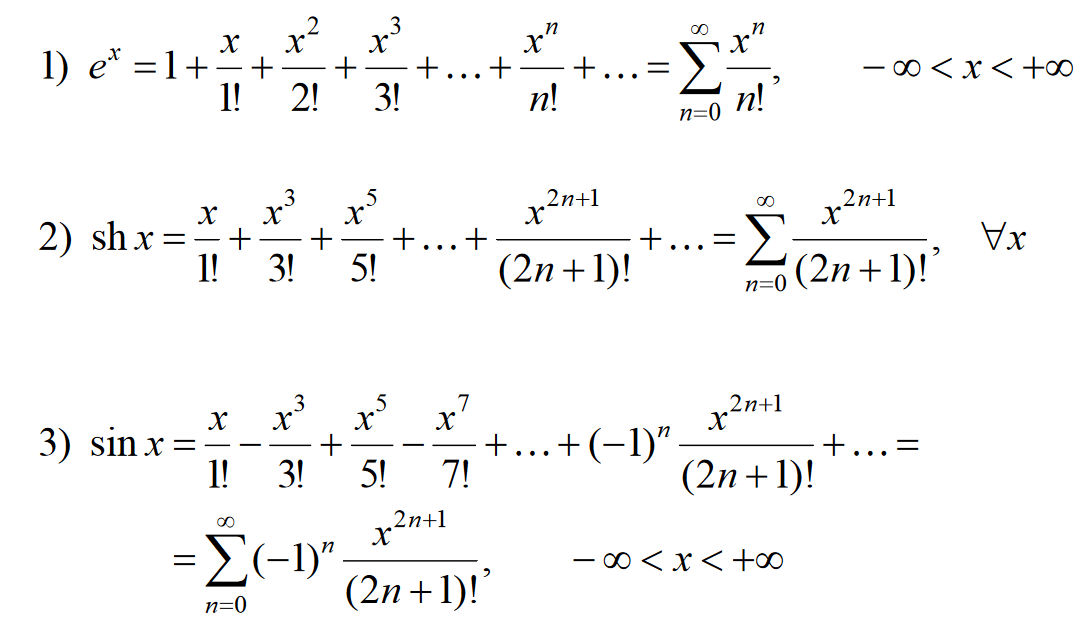 1) e^x = 1 + x/1! + x^2/2! + x^3/3! + … + x^n/n! + … = ∑_{n=0}^{∞} x^n/n!, − ∞ < x < +∞
2) sh x = x/1! + x^3/3! + x^5/5! + … + x^{2n+1}/(2n+1)! + … = ∑_{n=0}^{∞} x^{2n+1}/(2n+1)!, ∀x
3) sin x = x/1! − x^3/3! + x^5/5! − x^7/7! + … + (−1)^n x^{2n+1}/(2n+1)! + … =
= ∑_{n=0}^{∞} (−1)^n x^{2n+1}/(2n+1)!, − ∞ < x < +∞